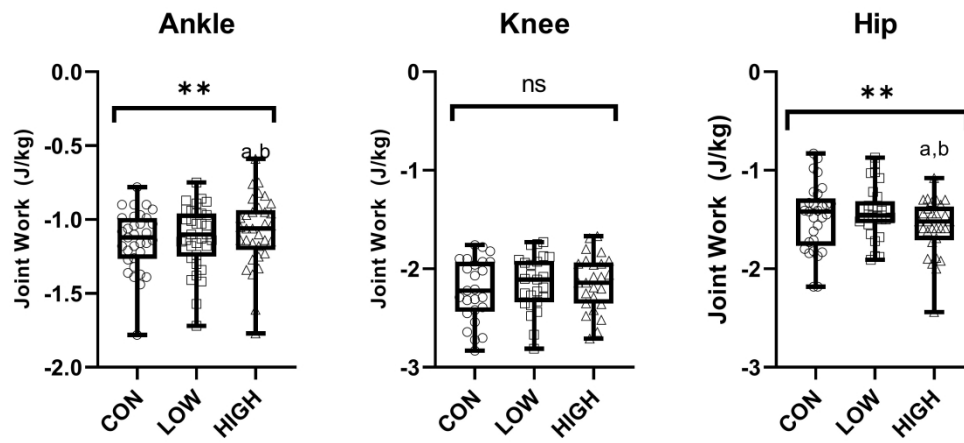 Ankle
Joint Work (J/kg)
0.0
-0.5
-1.0
-1.5
-2.0
**
a,b
CON
LOW
HIGH
Knee
Joint Work (J/kg)
0
-1
-2
-3
ns
CON
LOW
HIGH
Hip
Joint Work (J/kg)
0
-1
-2
-3
**
a,b
CON
LOW
HIGH